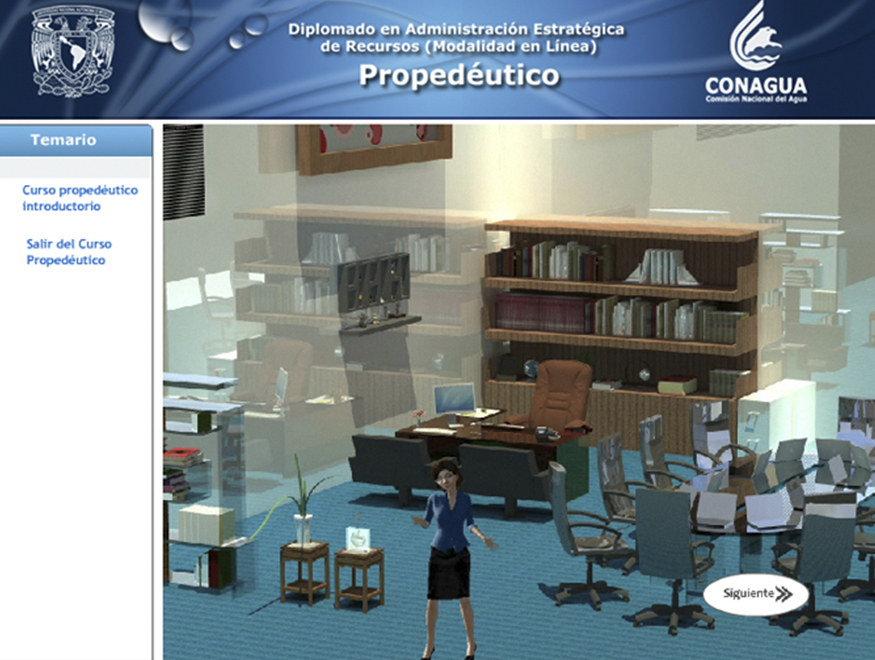 Diplomado en Administración Estratégica
de Recursos (Modalidad en Línea)
Propedéutico
CONAGUA
Comisión Nacional del Agua
Temario
Curso propedéutico
introductorio
Salir del Curso
Propedéutico
Siguiente